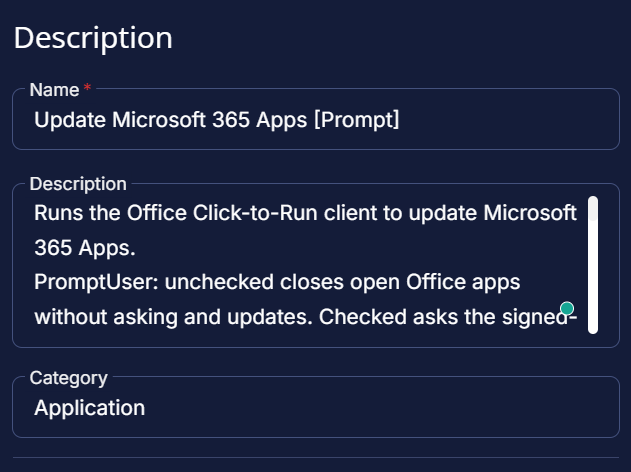 Description
Name *
Update Microsoft 365 Apps [Prompt]
Description
Runs the Office Click-to-Run client to update Microsoft
365 Apps.
PromptUser: unchecked closes open Office apps
without asking and updates. Checked asks the signed-
Category
Application